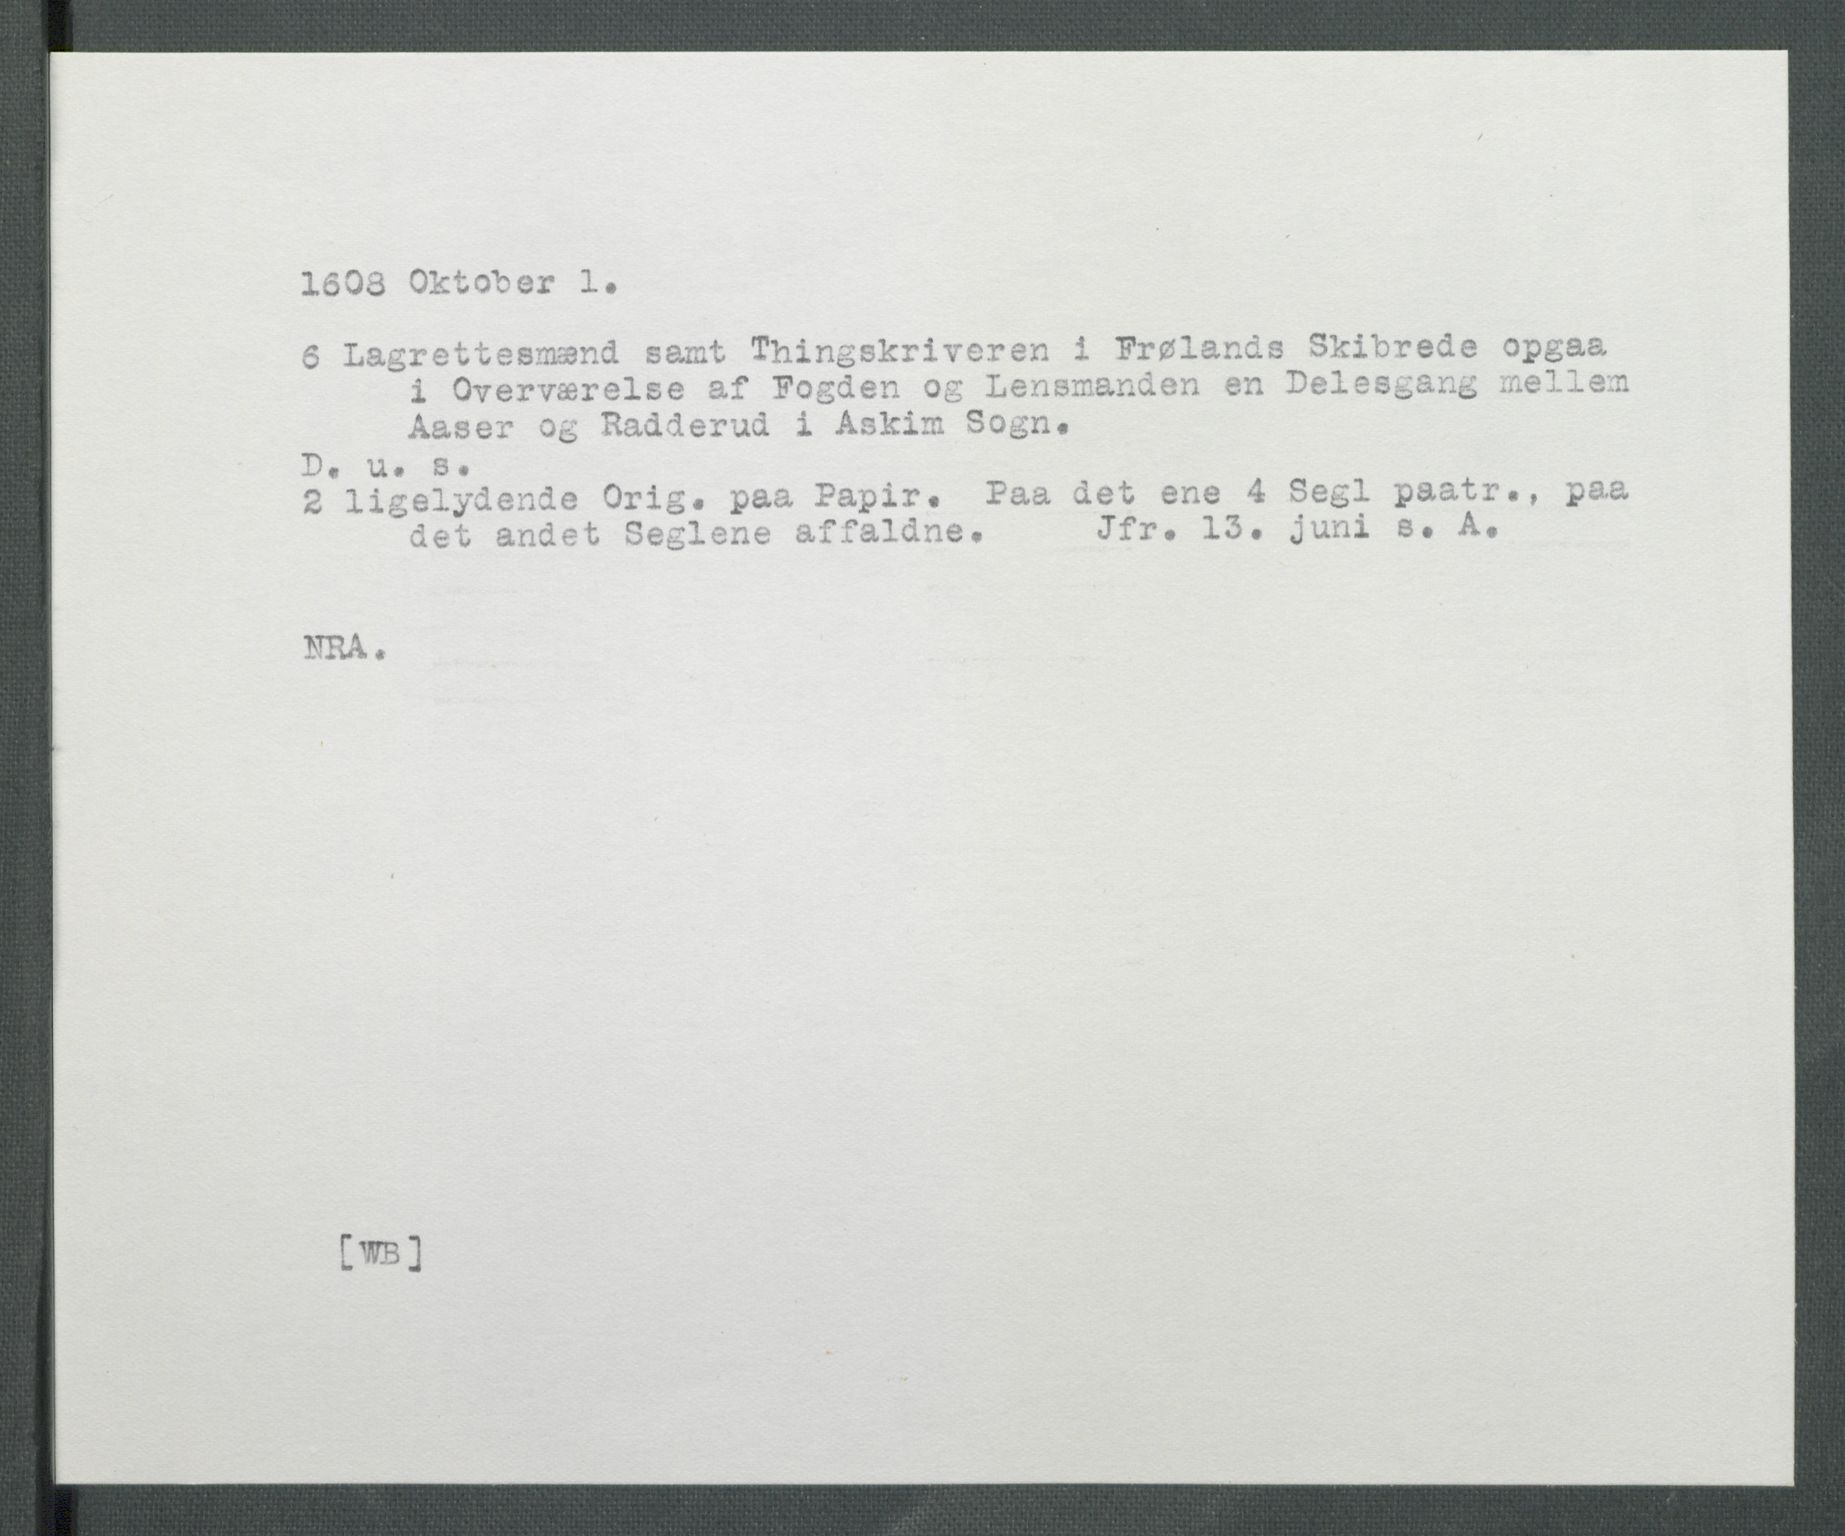 1608 Oktober 1.
6 Lagrettesmænd samt Thingskriveren i Frølands Skibrede opgaa
i Overværelse af Fogden og Lensmanden en Delesgang mellem
Aaser og Radderud i Askim Sogn.
D. u. s.
2 ligelydende Orig. paa Papir. Paa det ene 4 Segl paatr., paa
det andet Seglene affaldne. Jfr. 13. juni s. A.
NRA.
[WB]